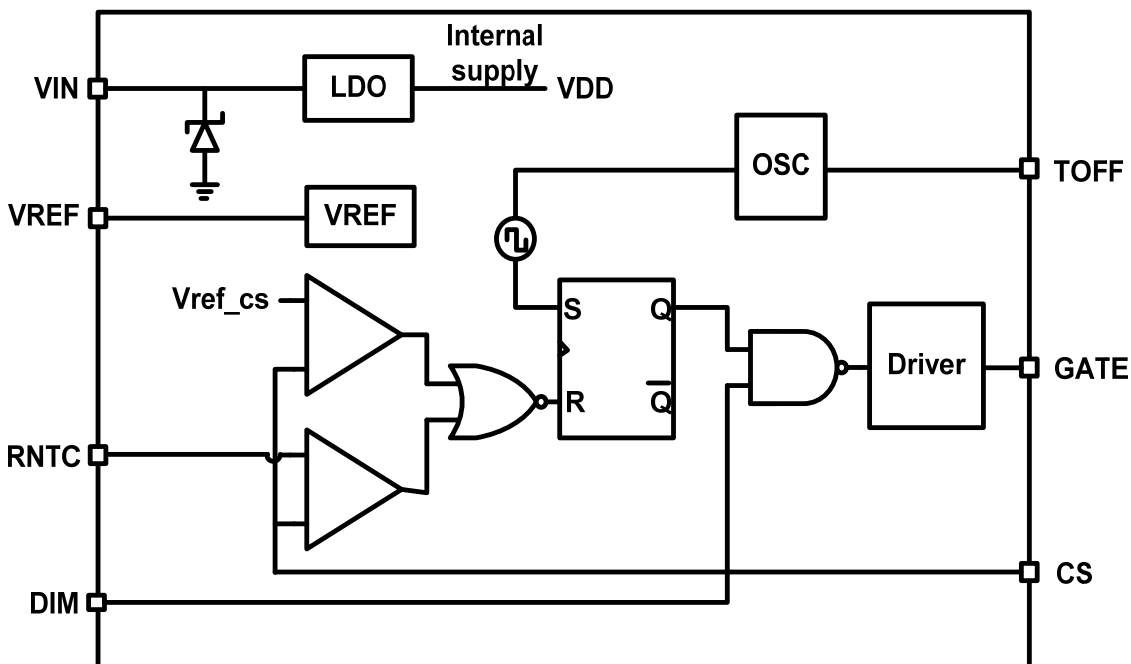 Internal
supply
VIN
LDO
VDD
OSC
TOFF
VREF
VREF
Vref_cs
S
Q
R
Q̅
Driver
GATE
RNTC
CS
DIM